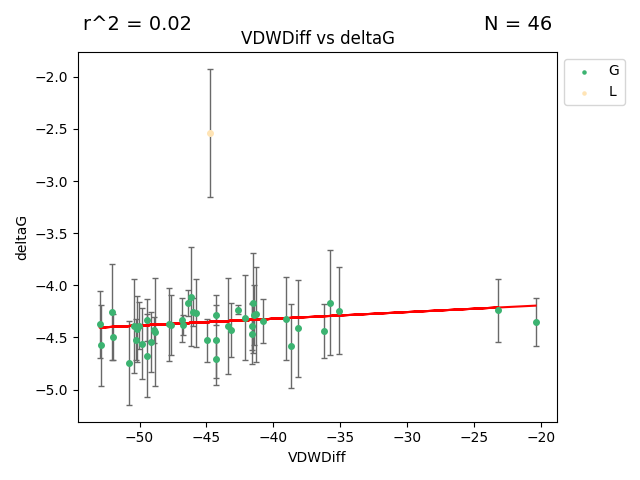 r^2 = 0.02
N = 46
VDWDiff vs deltaG
G
L
−2.0
−2.5
−3.0
−3.5
−4.0
−4.5
−5.0
deltaG
−50 −45 −40 −35 −30 −25 −20
VDWDiff